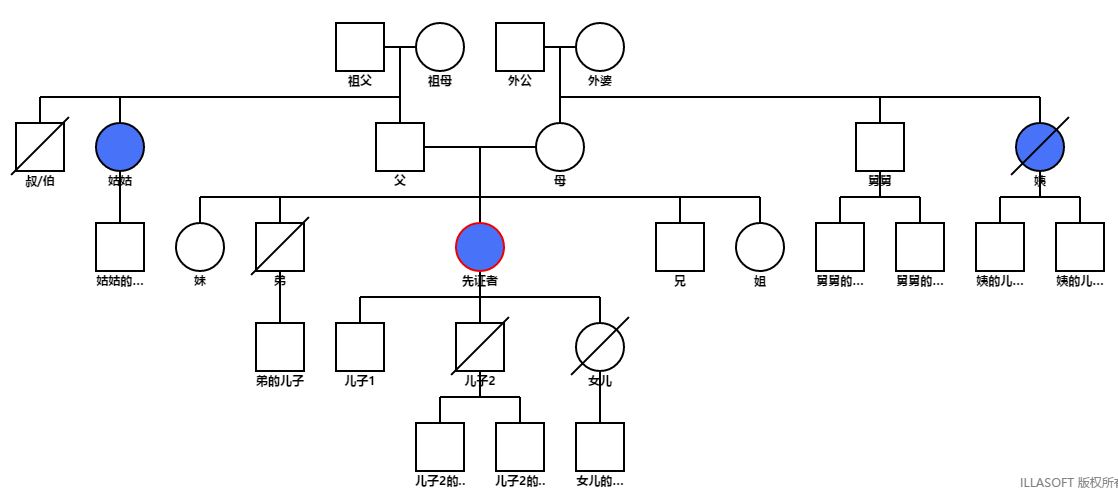 祖父
祖母
外公
外婆
叔/伯
姑姑
父
母
舅舅
姨
姑姑的...
妹
弟
先证者
兄
姐
舅舅的...
舅舅的...
姨的儿...
姨的儿...
弟的儿子
儿子1
儿子2
女儿
儿子2的..
儿子2的..
女儿的...
ILLASOFT 版权所有